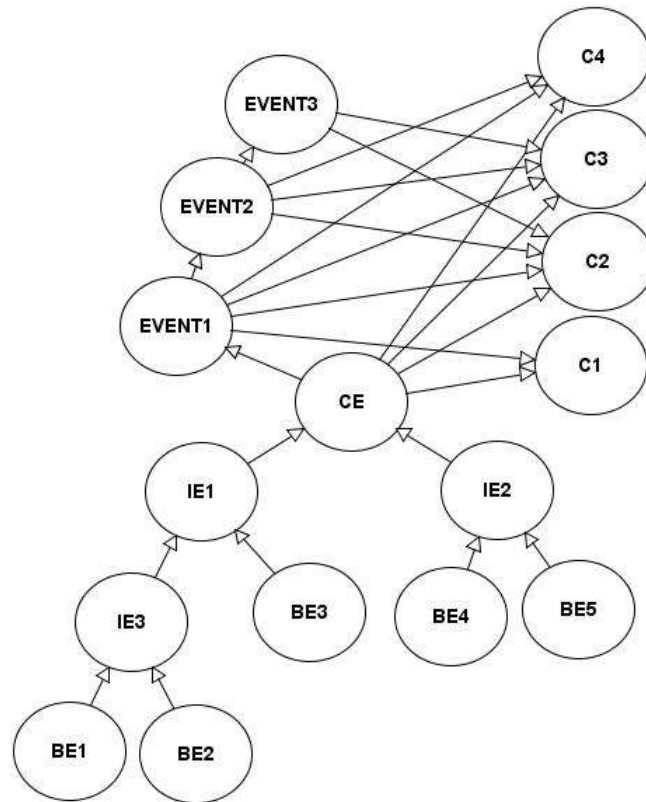 C4
EVENT3
C3
EVENT2
C2
EVENT1
C1
CE
IE1
IE2
BE3
BE4
BE5
IE3
BE1
BE2